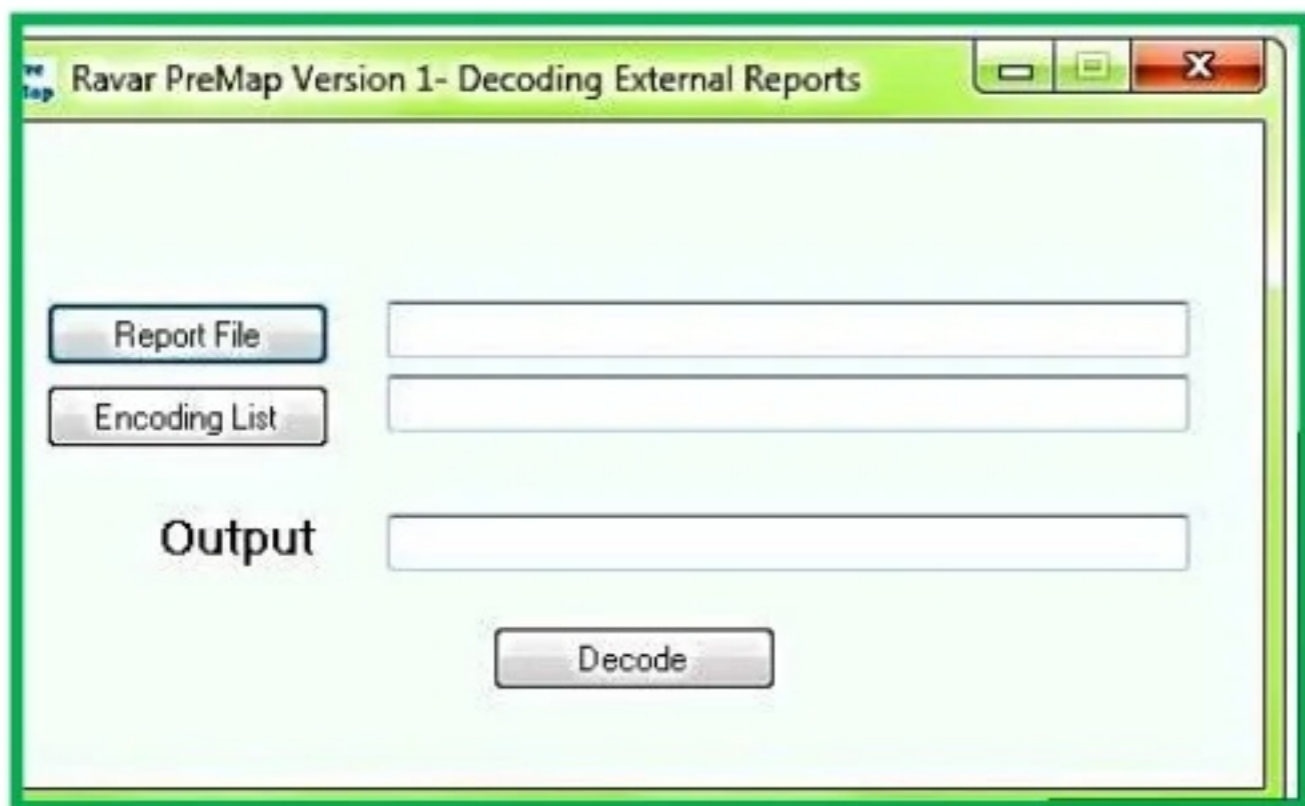 Ravar PreMap Version 1- Decoding External Reports
Report File
Encoding List
Output
Decode